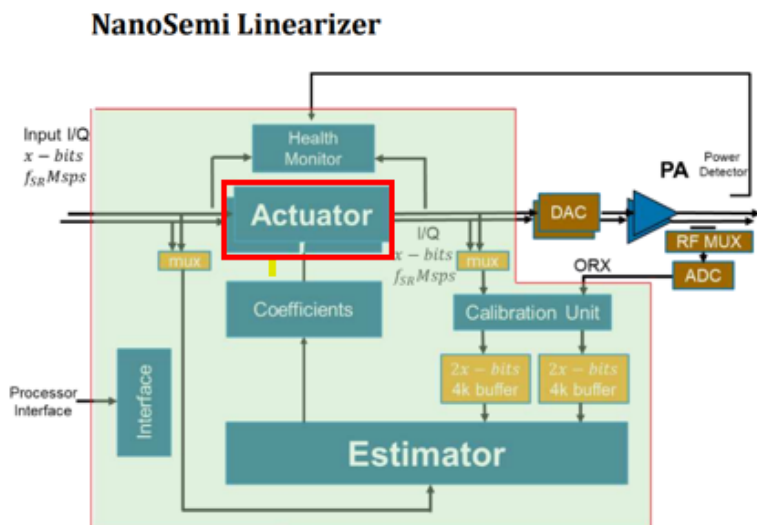 NanoSemi Linearizer
Input I/Q
x − bits
f_SR Msps
Health
Monitor
PA
Power
Detector
Actuator
DAC
RF MUX
mux
I/Q
x − bits
f_SR Msps
mux
ORX
ADC
Coefficients
Calibration Unit
2x − bits
4k buffer
2x − bits
4k buffer
Processor
Interface
Interface
Estimator